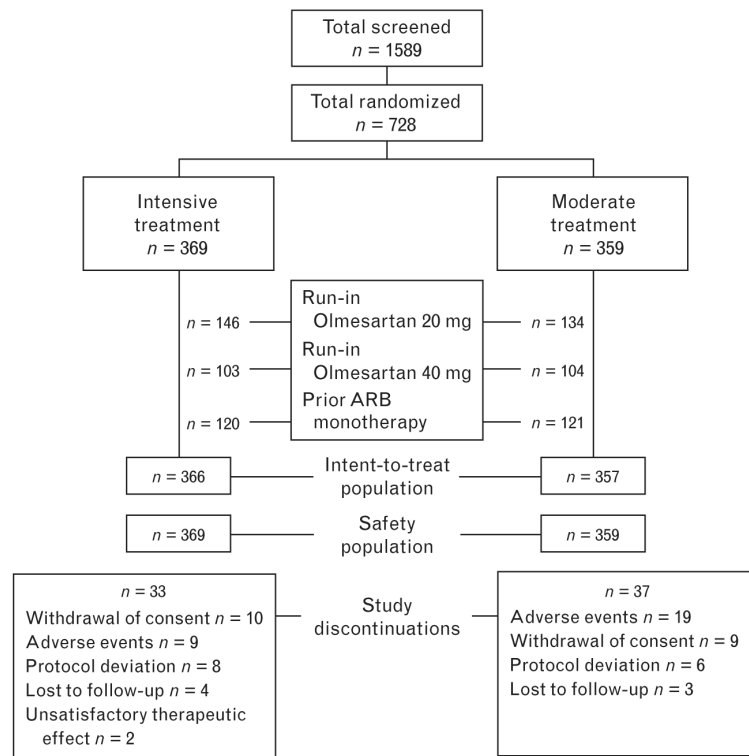 Total screened
n = 1589
Total randomized
n = 728
Intensive
treatment
n = 369
Moderate
treatment
n = 359
Run-in
n = 146 Olmesartan 20 mg n = 134
Run-in
n = 103 Olmesartan 40 mg n = 104
Prior ARB
n = 120 monotherapy n = 121
n = 366 Intent-to-treat n = 357
population
n = 369 Safety n = 359
population
Study
discontinuations
n = 33
Withdrawal of consent n = 10
Adverse events n = 9
Protocol deviation n = 8
Lost to follow-up n = 4
Unsatisfactory therapeutic
effect n = 2
n = 37
Adverse events n = 19
Withdrawal of consent n = 9
Protocol deviation n = 6
Lost to follow-up n = 3